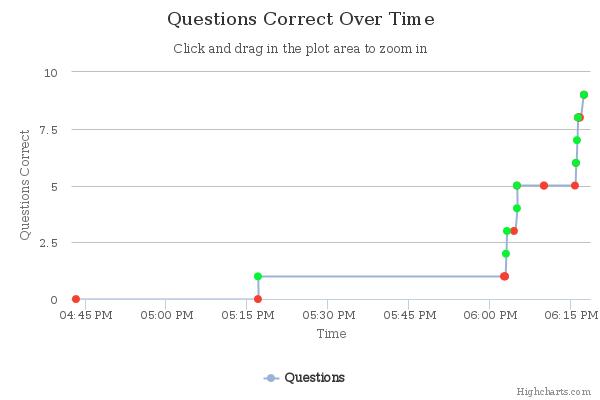 Questions Correct Over Time
Click and drag in the plot area to zoom in
Questions Correct
10
7.5
5
2.5
0
04:45 PM 05:00 PM 05:15 PM 05:30 PM 05:45 PM 06:00 PM 06:15 PM
Time
Questions
Highcharts.com